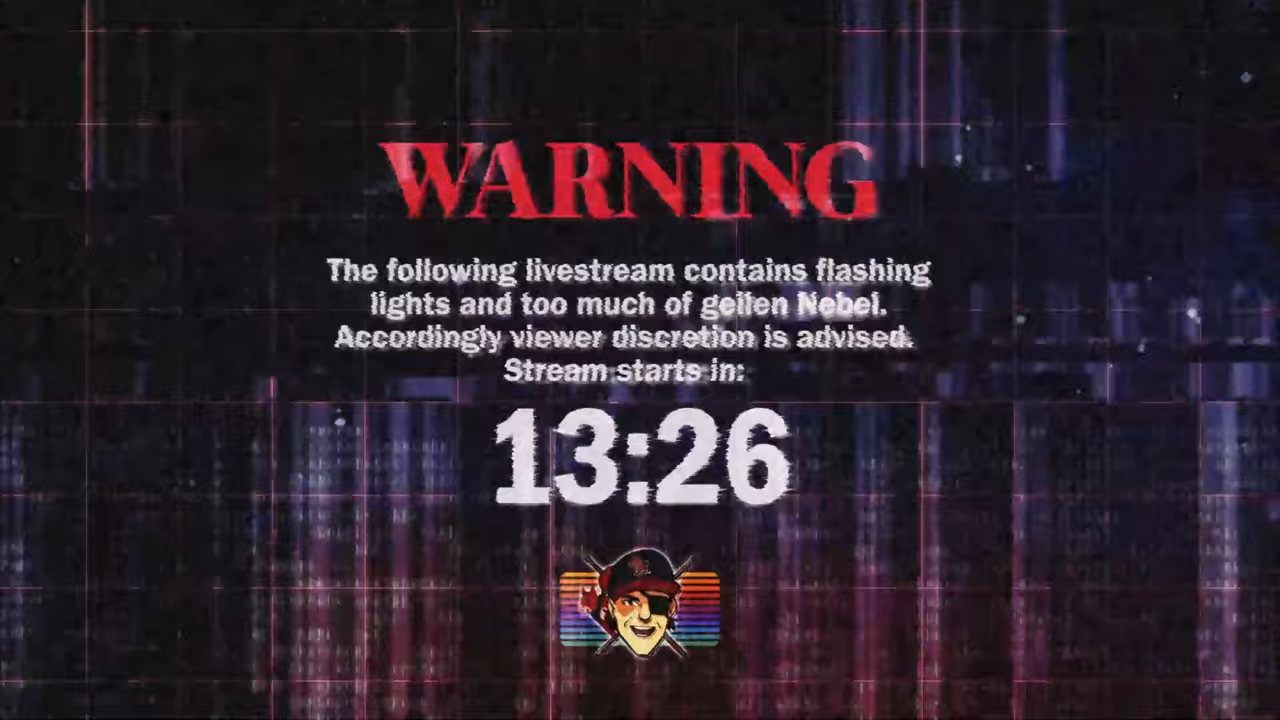 WARNING
The following livestream contains flashing
lights and too much of geilen Nebel.
Accordingly viewer discretion is advised.
Stream starts in:
13:26